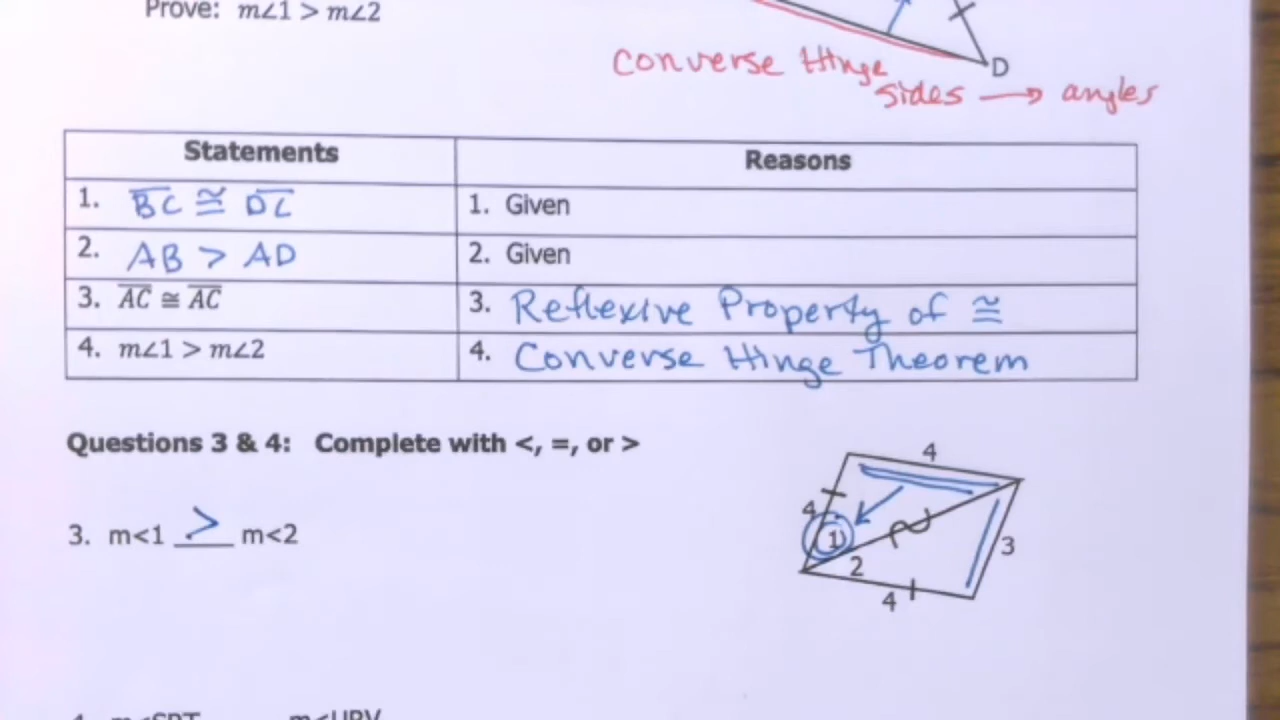 Prove: m∠1 > m∠2
D
Converse Hinge
sides → angles
Statements Reasons
1. BC ≅ DC 1. Given
2. AB > AD 2. Given
3. AC ≅ AC 3. Reflexive Property of ≅
4. m∠1 > m∠2 4. Converse Hinge Theorem
Questions 3 & 4: Complete with <, =, or >
3. m<1 > m<2
4
4
1
2
3
4